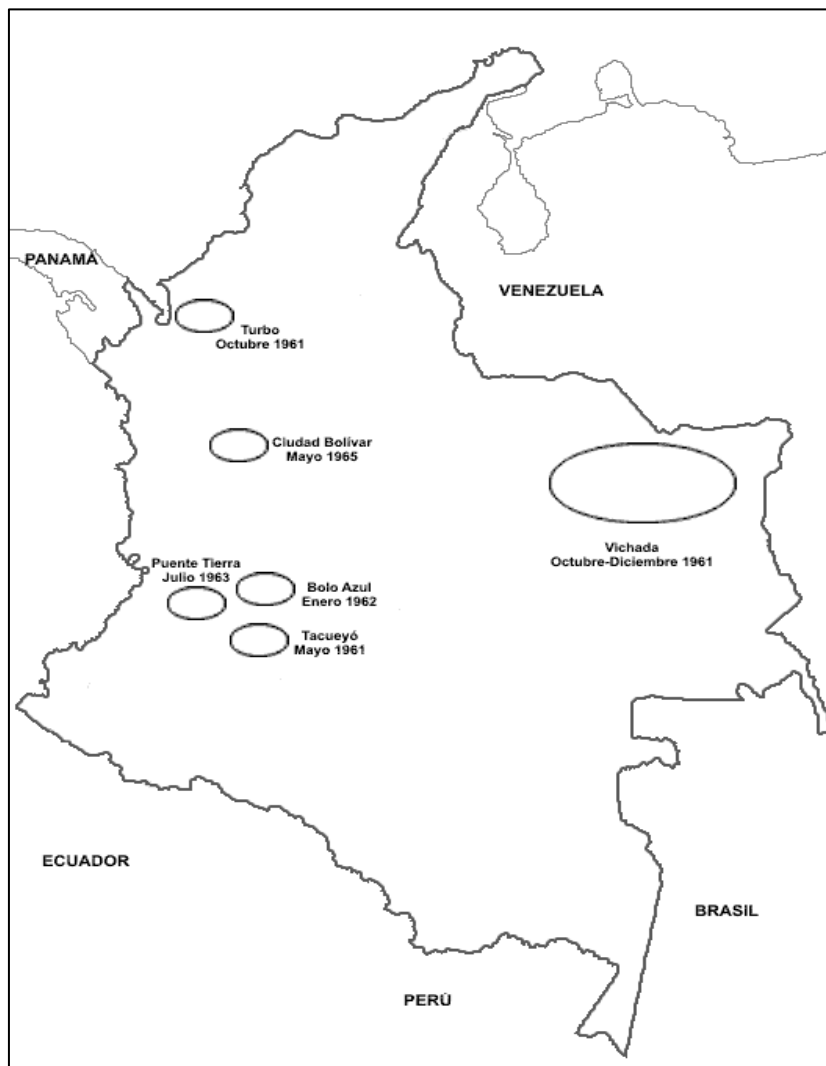 PANAMÁ
VENEZUELA
Turbo
Octubre 1961
Ciudad Bolívar
Mayo 1965
Vichada
Octubre-Diciembre 1961
Puente Tierra
Julio 1963
Bolo Azul
Enero 1962
Tacueyó
Mayo 1961
ECUADOR
BRASIL
PERÚ